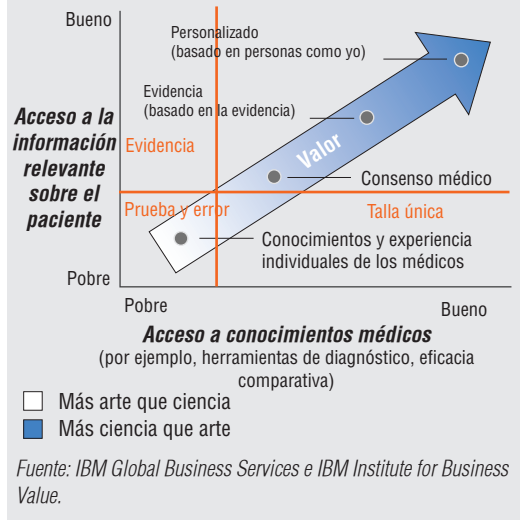 Bueno
Personalizado
(basado en personas como yo)
Evidencia
(basado en la evidencia)
Acceso a la
información
relevante
sobre el
paciente
Evidencia
Valor
Consenso médico
Prueba y error
Talla única
Conocimientos y experiencia
individuales de los médicos
Pobre
Pobre
Bueno
Acceso a conocimientos médicos
(por ejemplo, herramientas de diagnóstico, eficacia
comparativa)
Más arte que ciencia
Más ciencia que arte
Fuente: IBM Global Business Services e IBM Institute for Business
Value.